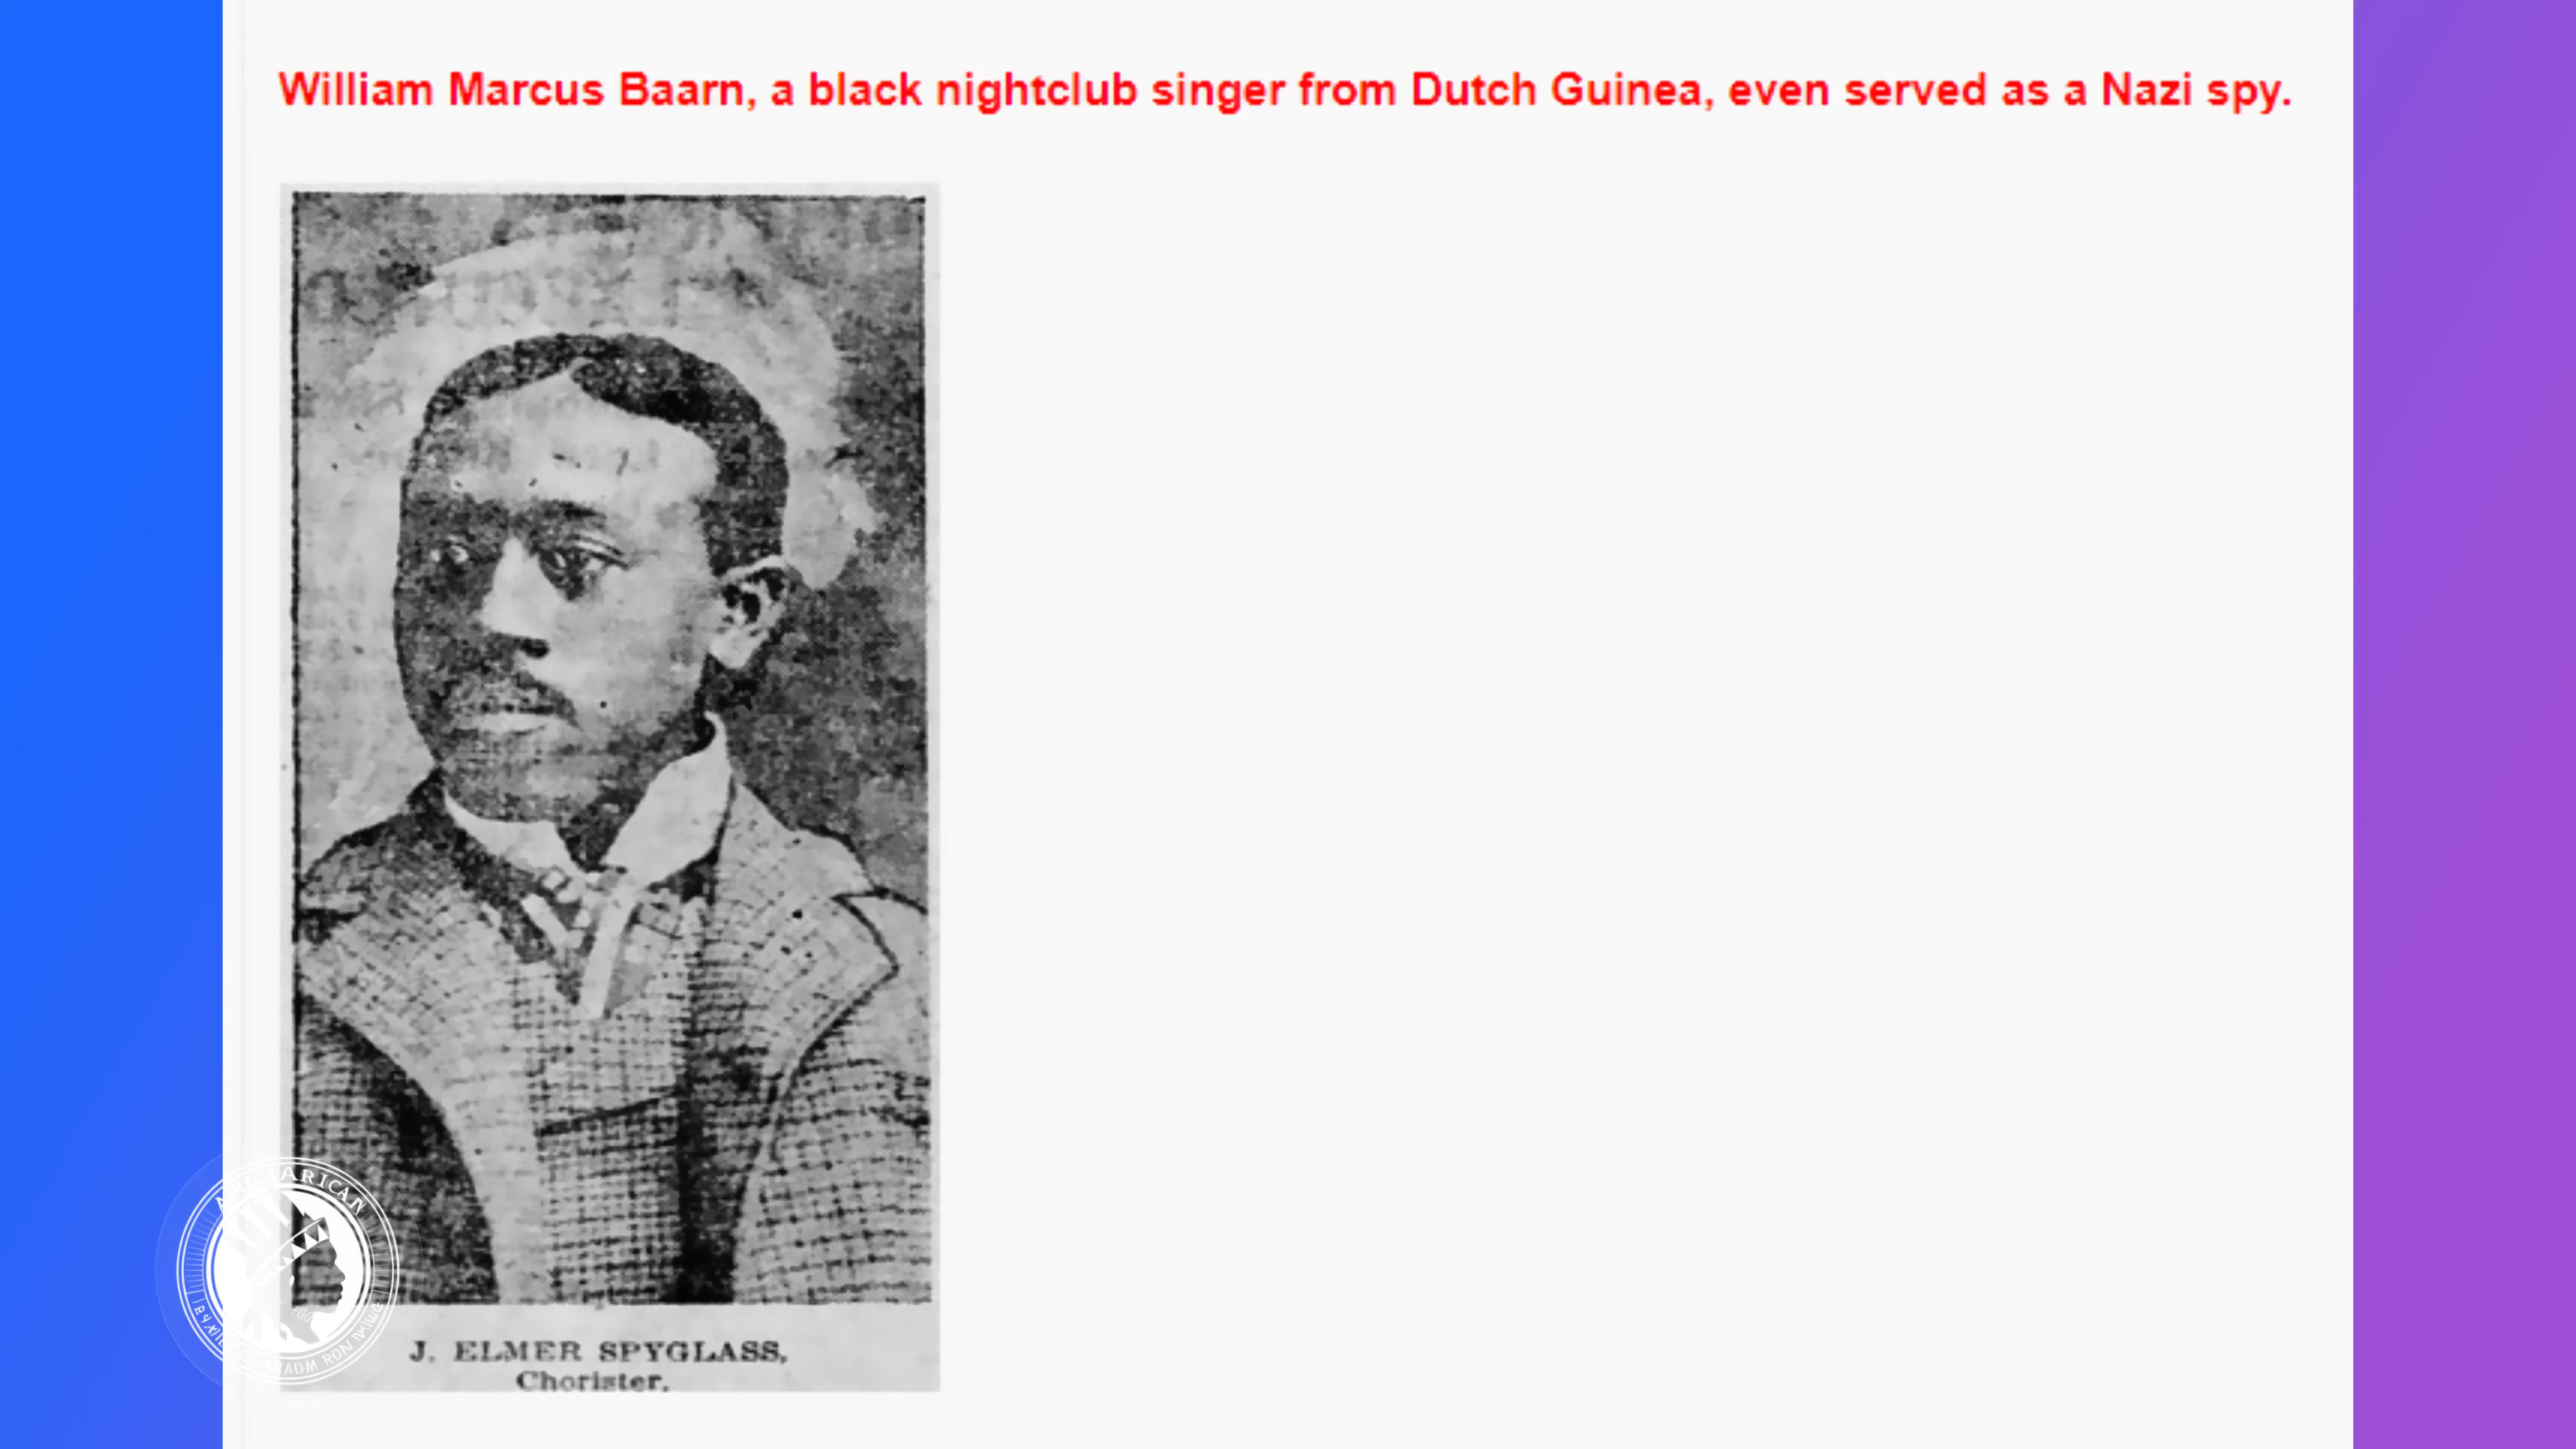 William Marcus Baarn, a black nightclub singer from Dutch Guinea, even served as a Nazi spy.
J. ELMER SPYGLASS,
Chorister.